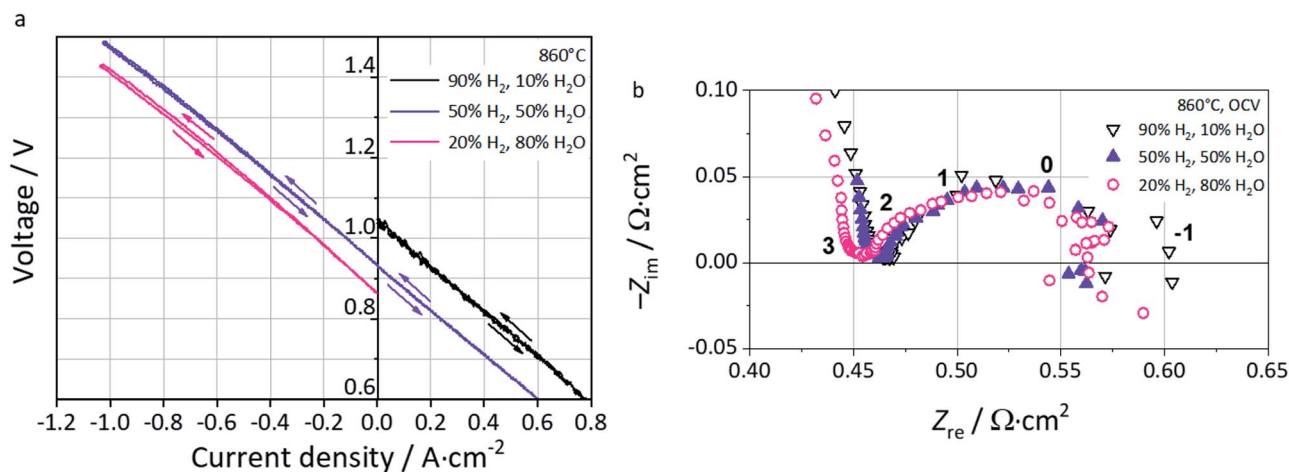 a
860°C
90% H₂, 10% H₂O
50% H₂, 50% H₂O
20% H₂, 80% H₂O
Voltage / V
1.4
1.2
1.0
0.8
0.6
-1.2 -1.0 -0.8 -0.6 -0.4 -0.2 0.0 0.2 0.4 0.6 0.8
Current density / A·cm⁻²
b
860°C, OCV
90% H₂, 10% H₂O
50% H₂, 50% H₂O
20% H₂, 80% H₂O
−Z_im / Ω·cm²
0.10
0.05
0.00
-0.05
3
2
1
0
-1
0.40 0.45 0.50 0.55 0.60 0.65
Z_re / Ω·cm²